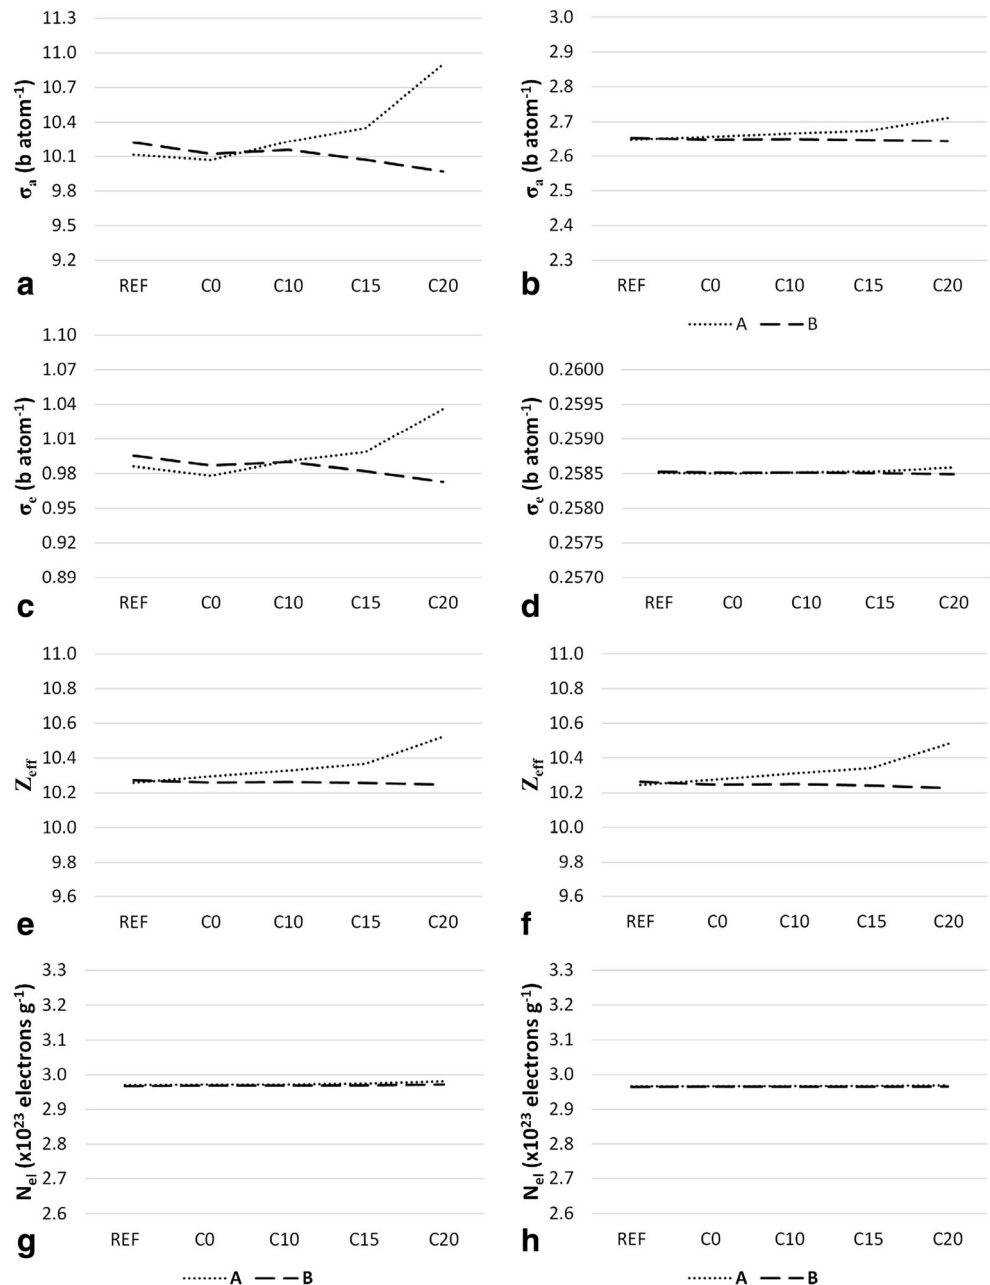 11.3
11.0
10.7
10.4
10.1
9.8
9.5
9.2
σa (b atom-1)
a
REF C0 C10 C15 C20
3.0
2.9
2.8
2.7
2.6
2.5
2.4
2.3
σa (b atom-1)
b
REF C0 C10 C15 C20
A B
1.10
1.07
1.04
1.01
0.98
0.95
0.92
0.89
σe (b atom-1)
c
REF C0 C10 C15 C20
0.2600
0.2595
0.2590
0.2585
0.2580
0.2575
0.2570
σe (b atom-1)
d
REF C0 C10 C15 C20
11.0
10.8
10.6
10.4
10.2
10.0
9.8
9.6
Zeff
e
REF C0 C10 C15 C20
11.0
10.8
10.6
10.4
10.2
10.0
9.8
9.6
Zeff
f
REF C0 C10 C15 C20
3.3
3.2
3.1
3.0
2.9
2.8
2.7
2.6
Nel (x1023 electrons g-1)
g
REF C0 C10 C15 C20
A B
3.3
3.2
3.1
3.0
2.9
2.8
2.7
2.6
Nel (x1023 electrons g-1)
h
REF C0 C10 C15 C20
A B